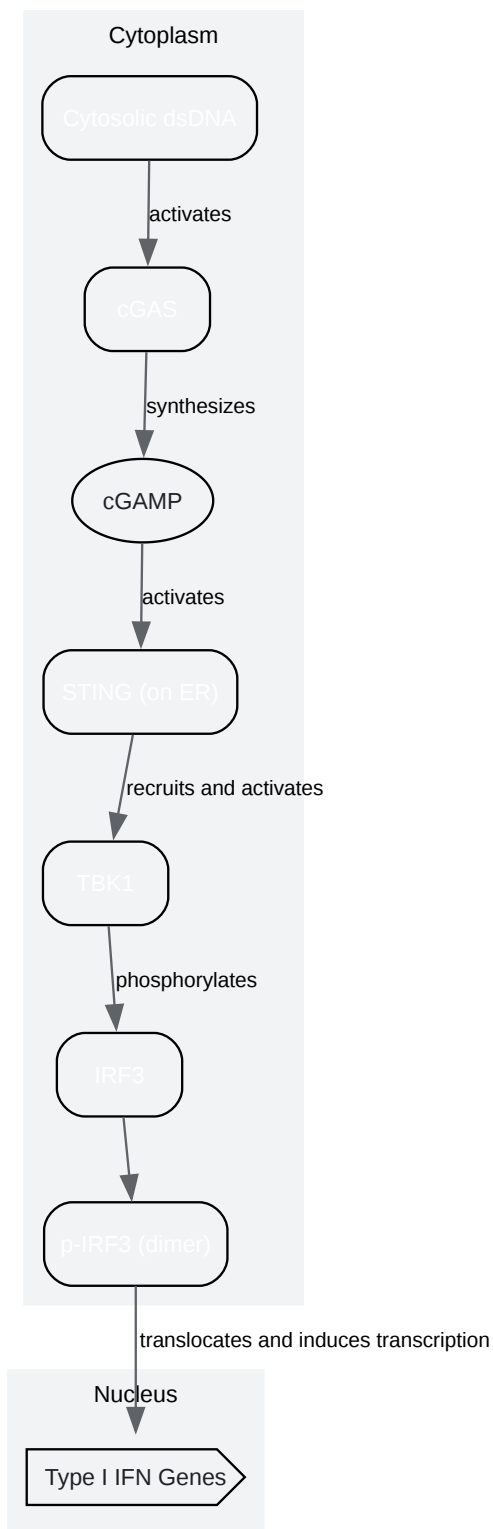 Cytoplasm
Cytosolic dsDNA
activates
cGAS
synthesizes
cGAMP
activates
STING (on ER)
recruits and activates
TBK1
phosphorylates
IRF3
p-IRF3 (dimer)
translocates and induces transcription
Nucleus
Type I IFN Genes